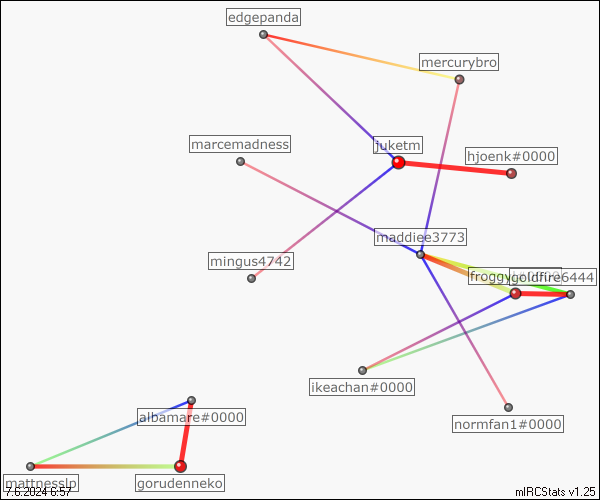 edgepanda
mercurybro
marcemadness
juketm
hjoenk#0000
maddiee3773
mingus4742
goldfire6444
ikeachan#0000
albamare#0000
normfan1#0000
mattnesslp
gorudenneko
7.6.2024 6:57
mIRCStats v1.25